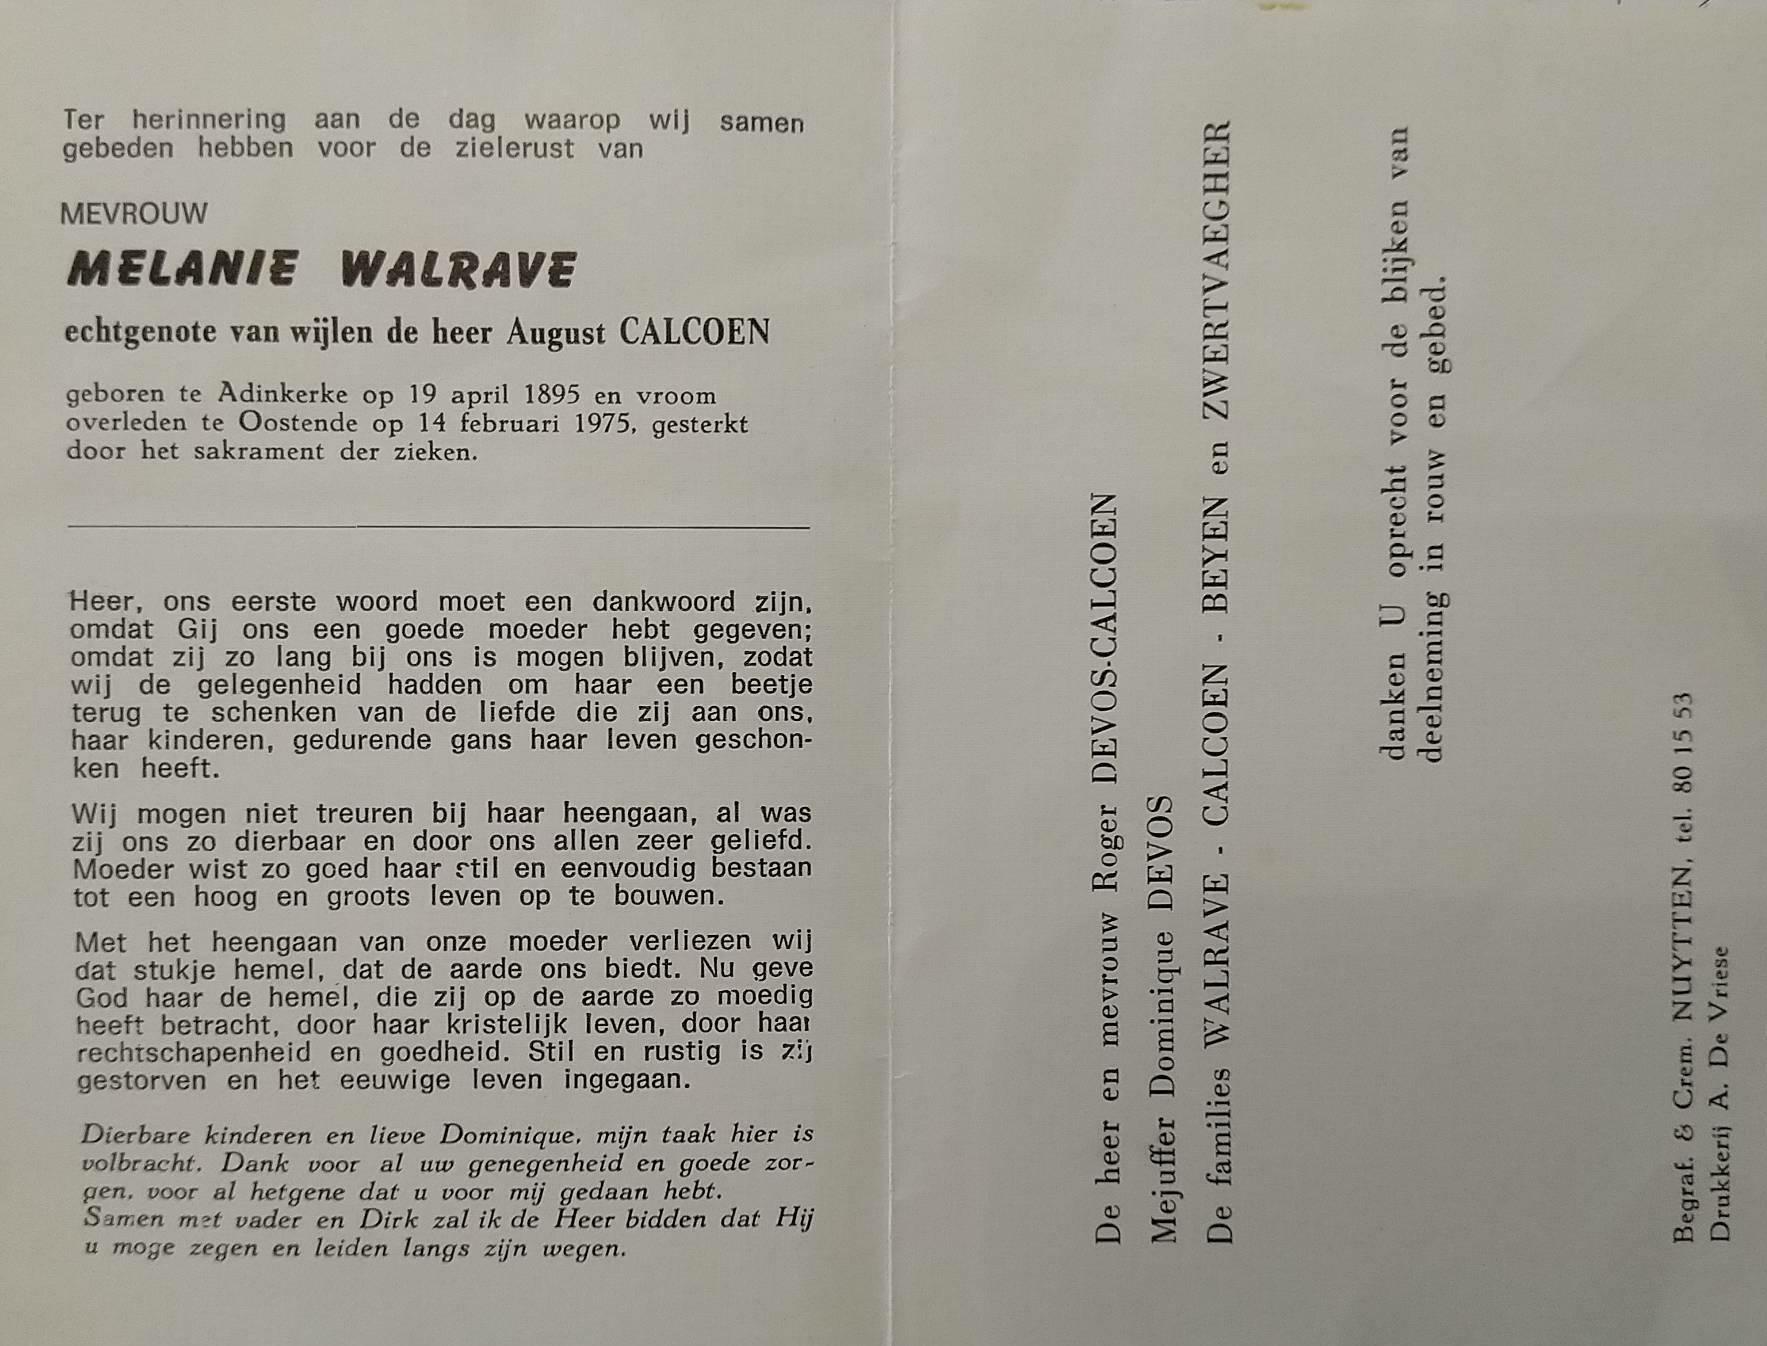 Ter herinnering aan de dag waarop wij samen
gebeden hebben voor de zielerust van
MEVROUW
MELANIE WALRAVE
echtgenote van wijlen de heer August CALCOEN
geboren te Adinkerke op 19 april 1895 en vroom
overleden te Oostende op 14 februari 1975, gesterkt
door het sakrament der zieken.
Heer, ons eerste woord moet een dankwoord zijn,
omdat Gij ons een goede moeder hebt gegeven;
omdat zij zo lang bij ons is mogen blijven, zodat
wij de gelegenheid hadden om haar een beetje
terug te schenken van de liefde die zij aan ons,
haar kinderen, gedurende gans haar leven geschon-
ken heeft.
Wij mogen niet treuren bij haar heengaan, al was
zij ons zo dierbaar en door ons allen zeer geliefd.
Moeder wist zo goed haar stil en eenvoudig bestaan
tot een hoog en groots leven op te bouwen.
Met het heengaan van onze moeder verliezen wij
dat stukje hemel, dat de aarde ons biedt. Nu geve
God haar de hemel, die zij op de aarde zo moedig
heeft betracht, door haar kristelijk leven, door haar
rechtschapenheid en goedheid. Stil en rustig is zij
gestorven en het eeuwige leven ingegaan.
Dierbare kinderen en lieve Dominique, mijn taak hier is
volbracht. Dank voor al uw genegenheid en goede zor-
gen, voor al hetgene dat u voor mij gedaan hebt.
Samen met vader en Dirk zal ik de Heer bidden dat Hij
u moge zegen en leiden langs zijn wegen.
De heer en mevrouw Roger DEVOS-CALCOEN
Mejuffer Dominique DEVOS
De families WALRAVE - CALCOEN - BEYEN en ZWERTVAEGHER
danken U oprecht voor de blijken van
deelneming in rouw en gebed.
Begraf. & Crem. NUYTTEN, tel. 80 15 53
Drukkerij A. De Vriese